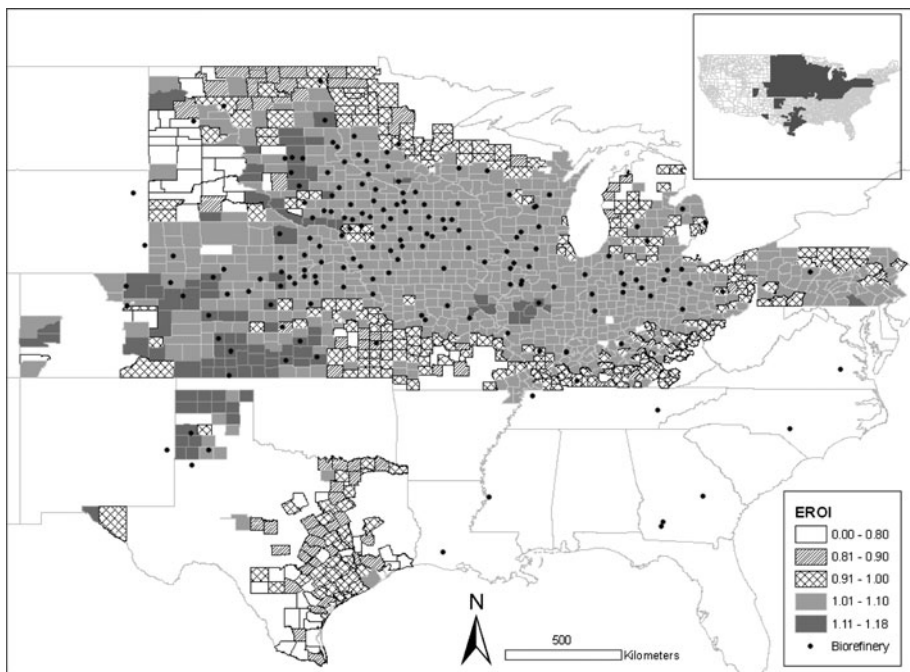 EROI
0.00 - 0.80
0.81 - 0.90
0.91 - 1.00
1.01 - 1.10
1.11 - 1.18
Biorefinery
N
500
Kilometers